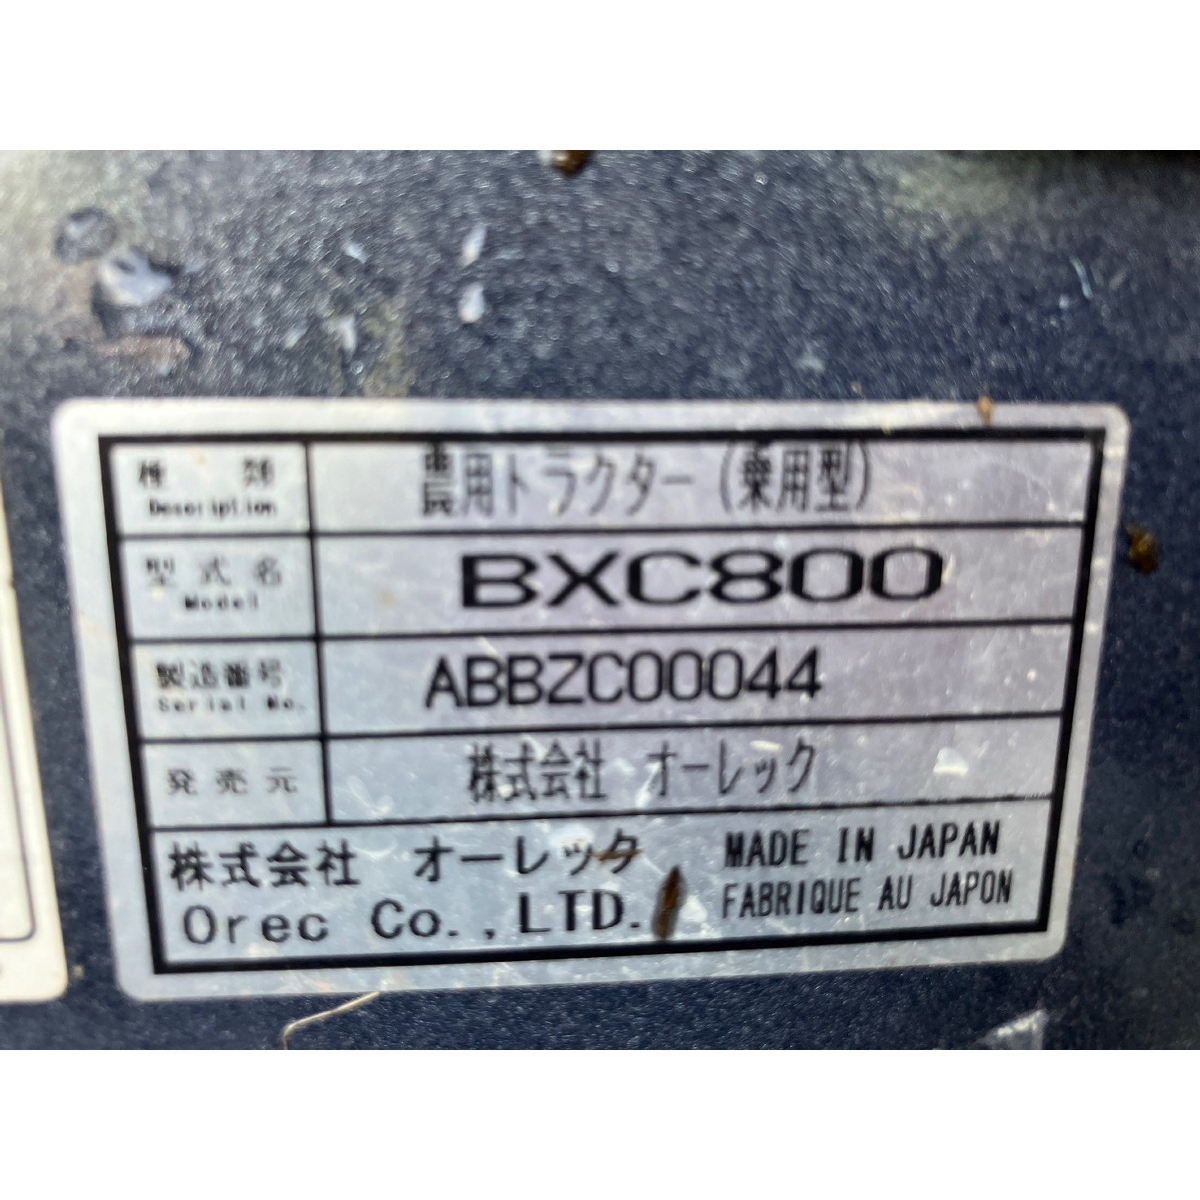 種類 農用トラクター(乗用型)
Description
型式名 BXC800
Model
製造番号 ABBZC00044
Serial No.
発売元 株式会社 オーレック
株式会社 オーレック MADE IN JAPAN
Orec Co.,LTD. FABRIQUE AU JAPON